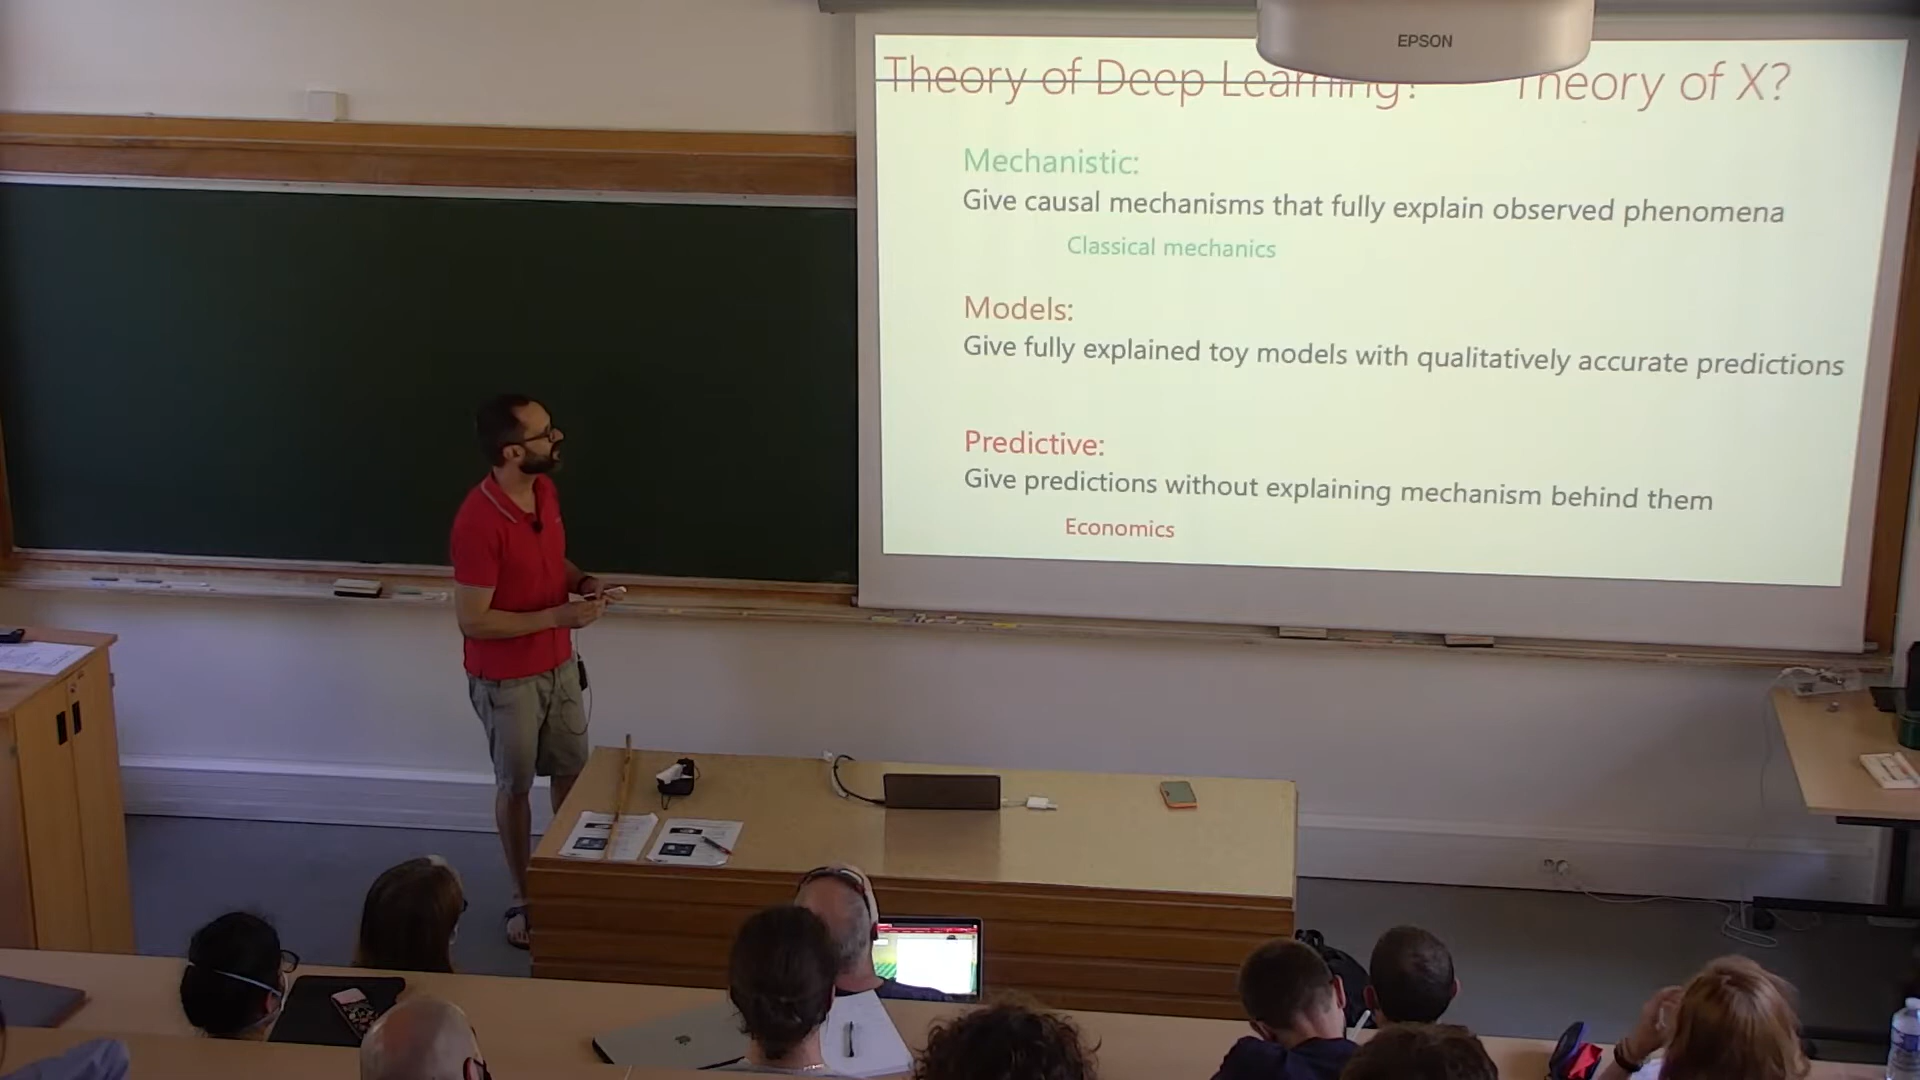 EPSON
Theory of Deep Learning? Theory of X?
Mechanistic:
Give causal mechanisms that fully explain observed phenomena
Classical mechanics
Models:
Give fully explained toy models with qualitatively accurate predictions
Predictive:
Give predictions without explaining mechanism behind them
Economics